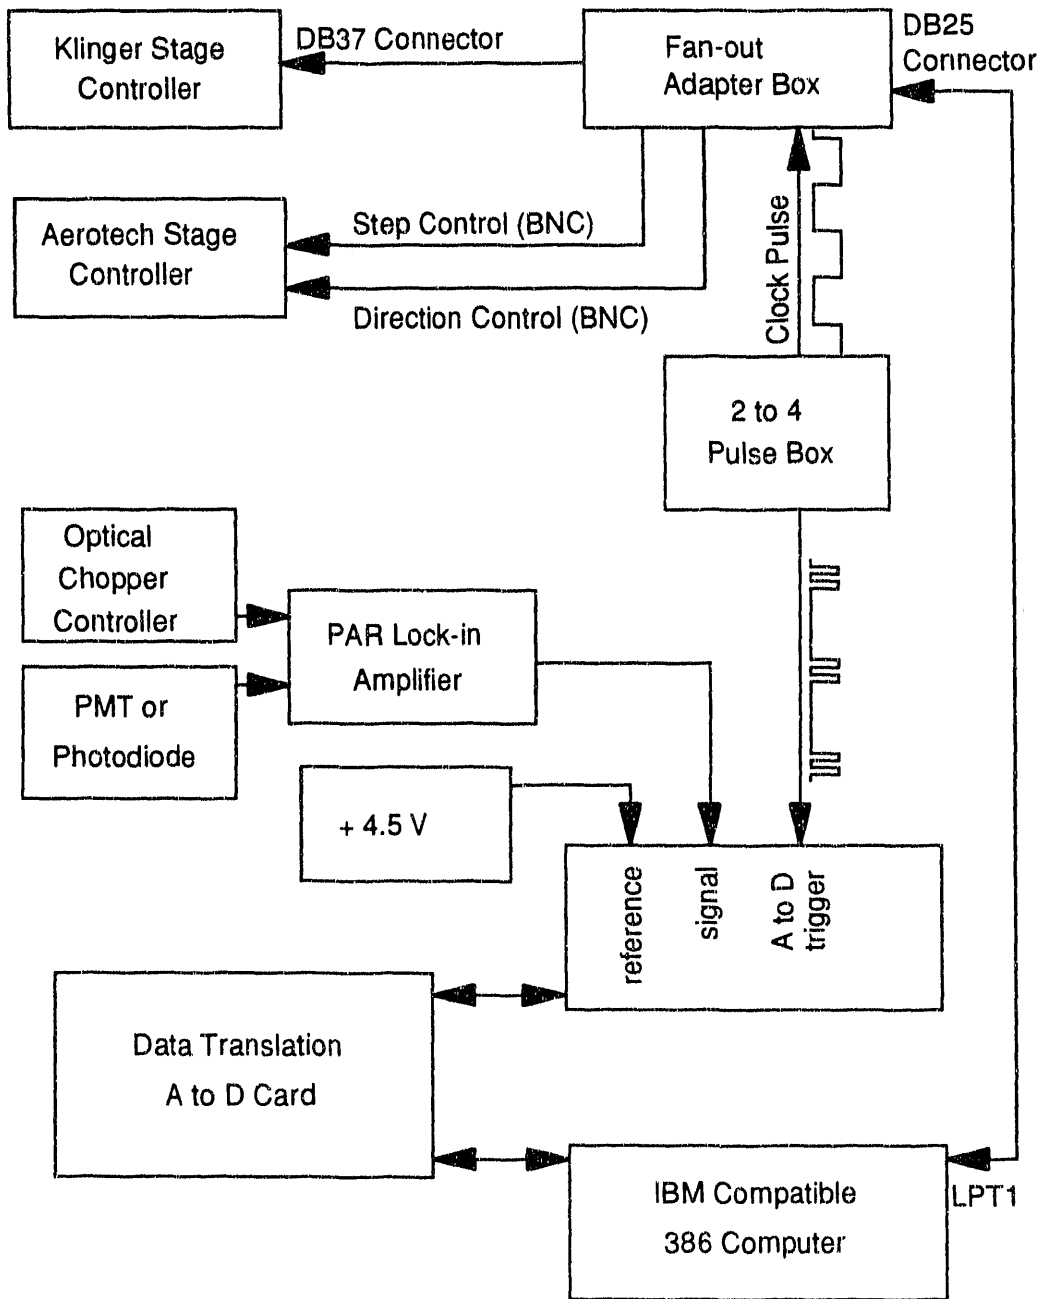 Klinger Stage
Controller
DB37 Connector
Fan-out
Adapter Box
DB25
Connector
Aerotech Stage
Controller
Step Control (BNC)
Direction Control (BNC)
Clock Pulse
2 to 4
Pulse Box
Optical
Chopper
Controller
PAR Lock-in
Amplifier
PMT or
Photodiode
+ 4.5 V
reference
signal
A to D
trigger
Data Translation
A to D Card
IBM Compatible
386 Computer
LPT1